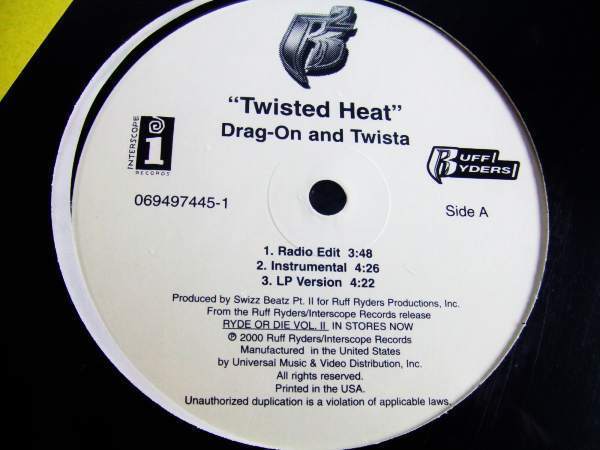 R 2
"Twisted Heat"
Drag-On and Twista
INTERSCOPE
i
RECORDS
RUFF
RYDERS
069497445-1
Side A
1. Radio Edit 3:48
2. Instrumental 4:26
3. LP Version 4:22
Produced by Swizz Beatz Pt. II for Ruff Ryders Productions, Inc.
From the Ruff Ryders/Interscope Records release
RYDE OR DIE VOL. II IN STORES NOW
℗ 2000 Ruff Ryders/Interscope Records
Manufactured in the United States
by Universal Music & Video Distribution, Inc.
All rights reserved.
Printed in the USA.
Unauthorized duplication is a violation of applicable laws.